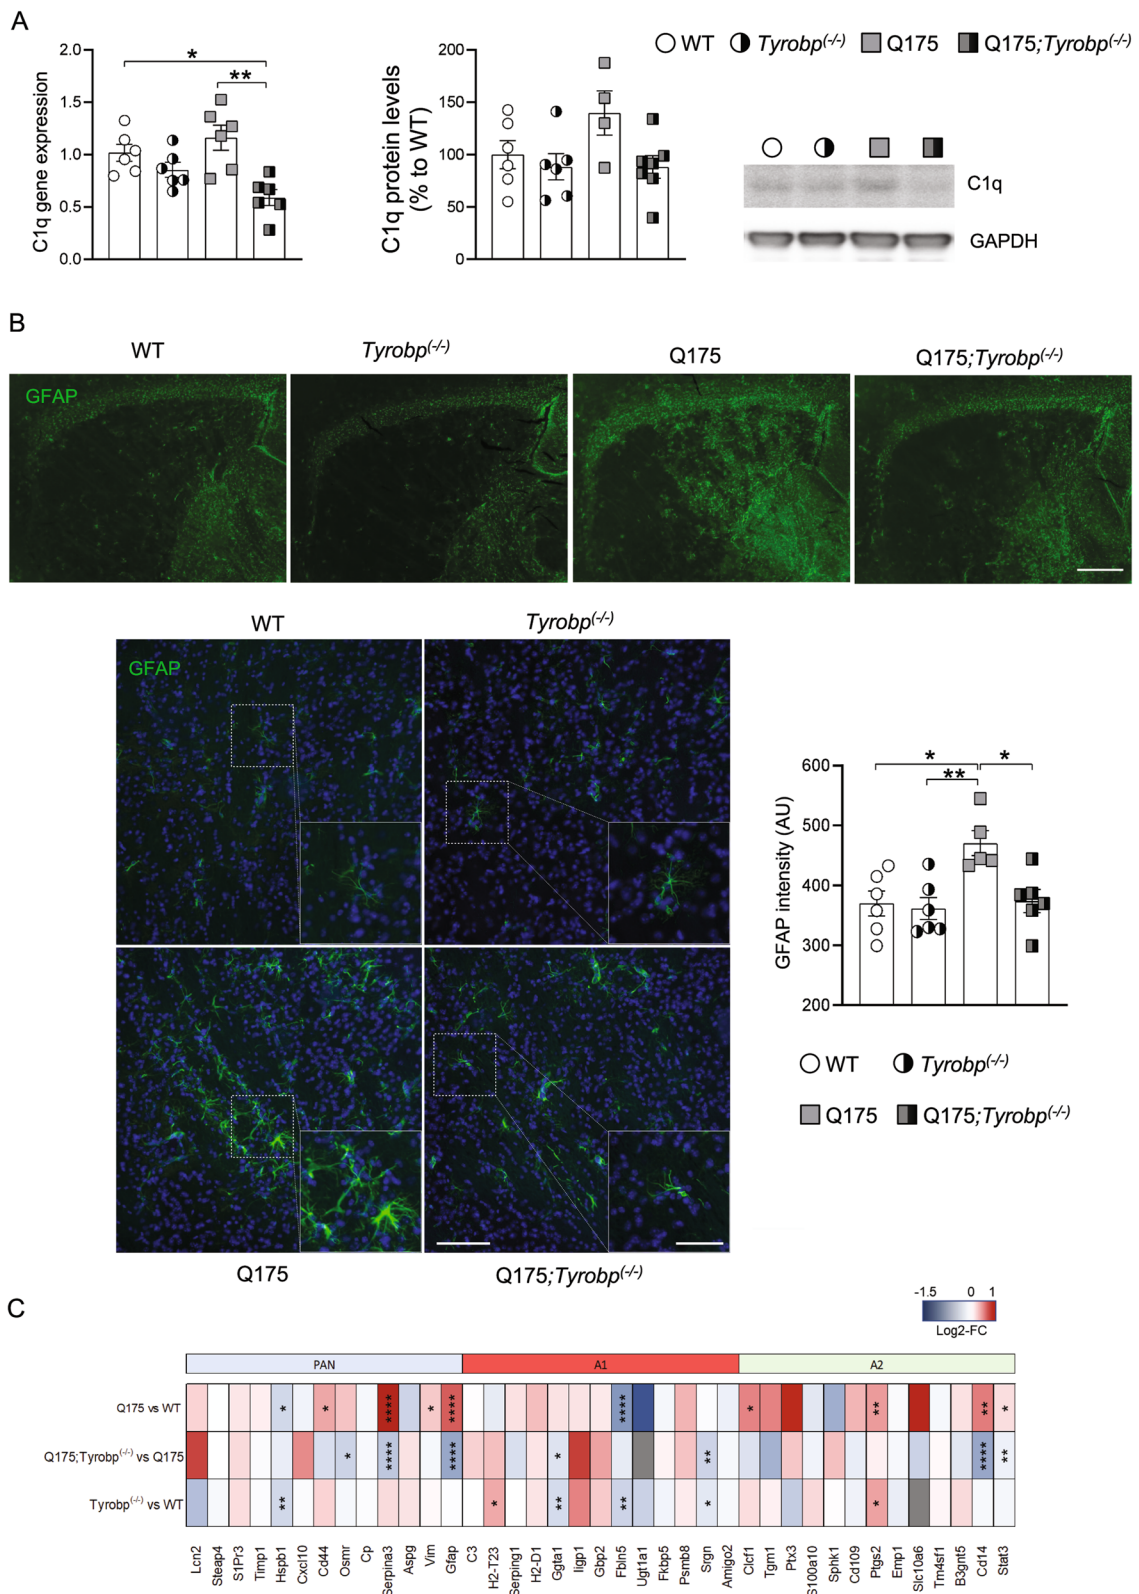 A
WT Tyrobp(-/-) Q175 Q175;Tyrobp(-/-)
C1q gene expression
2.0
1.5
1.0
0.5
0.0
*
**
C1q protein levels
(% to WT)
200
150
100
50
0
C1q
GAPDH
B
WT Tyrobp(-/-) Q175 Q175;Tyrobp(-/-)
GFAP
WT Tyrobp(-/-)
GFAP
Q175 Q175;Tyrobp(-/-)
GFAP intensity (AU)
600
500
400
300
200
* *
**
WT Tyrobp(-/-)
Q175 Q175;Tyrobp(-/-)
C
-1.5 0 1
Log2-FC
PAN A1 A2
Q175 vs WT * * **** * **** **** * ** ** *
Q175;Tyrobp(-/-) vs Q175 * **** **** * ** **** **
Tyrobp(-/-) vs WT ** * ** ** * *
Lcn2
Steap4
S1Pr3
Timp1
Hspb1
Cxcl10
Cd44
Osmr
Cp
Serpina3
Aspg
Vim
Gfap
C3
H2-T23
Serping1
H2-D1
Ggta1
Iigp1
Gbp2
Fbln5
Ugt1a1
Fkbp5
Psmb8
Srgn
Amigo2
Clcf1
Tgm1
Ptx3
S100a10
Sphk1
Cd109
Ptgs2
Emp1
Slc10a6
Tm4sf1
B3gnt5
Cd14
Stat3